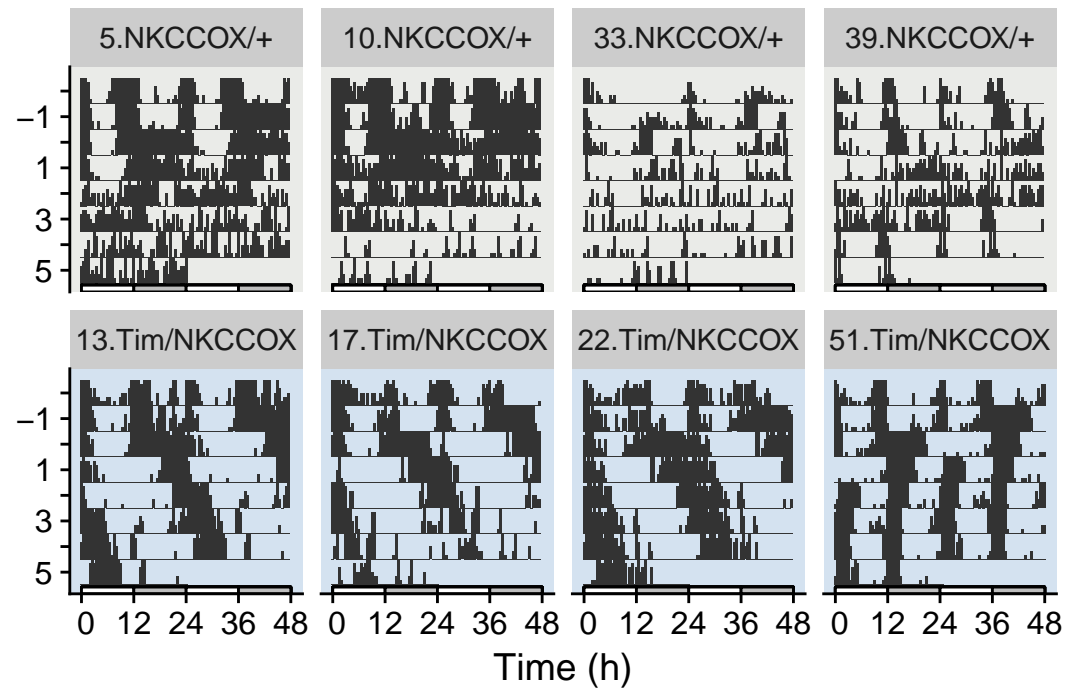 5.NKCCOX/+ 10.NKCCOX/+ 33.NKCCOX/+ 39.NKCCOX/+
−1
1
3
5
13.Tim/NKCCOX 17.Tim/NKCCOX 22.Tim/NKCCOX 51.Tim/NKCCOX
−1
1
3
5
0 12 24 36 48 0 12 24 36 48 0 12 24 36 48 0 12 24 36 48
Time (h)